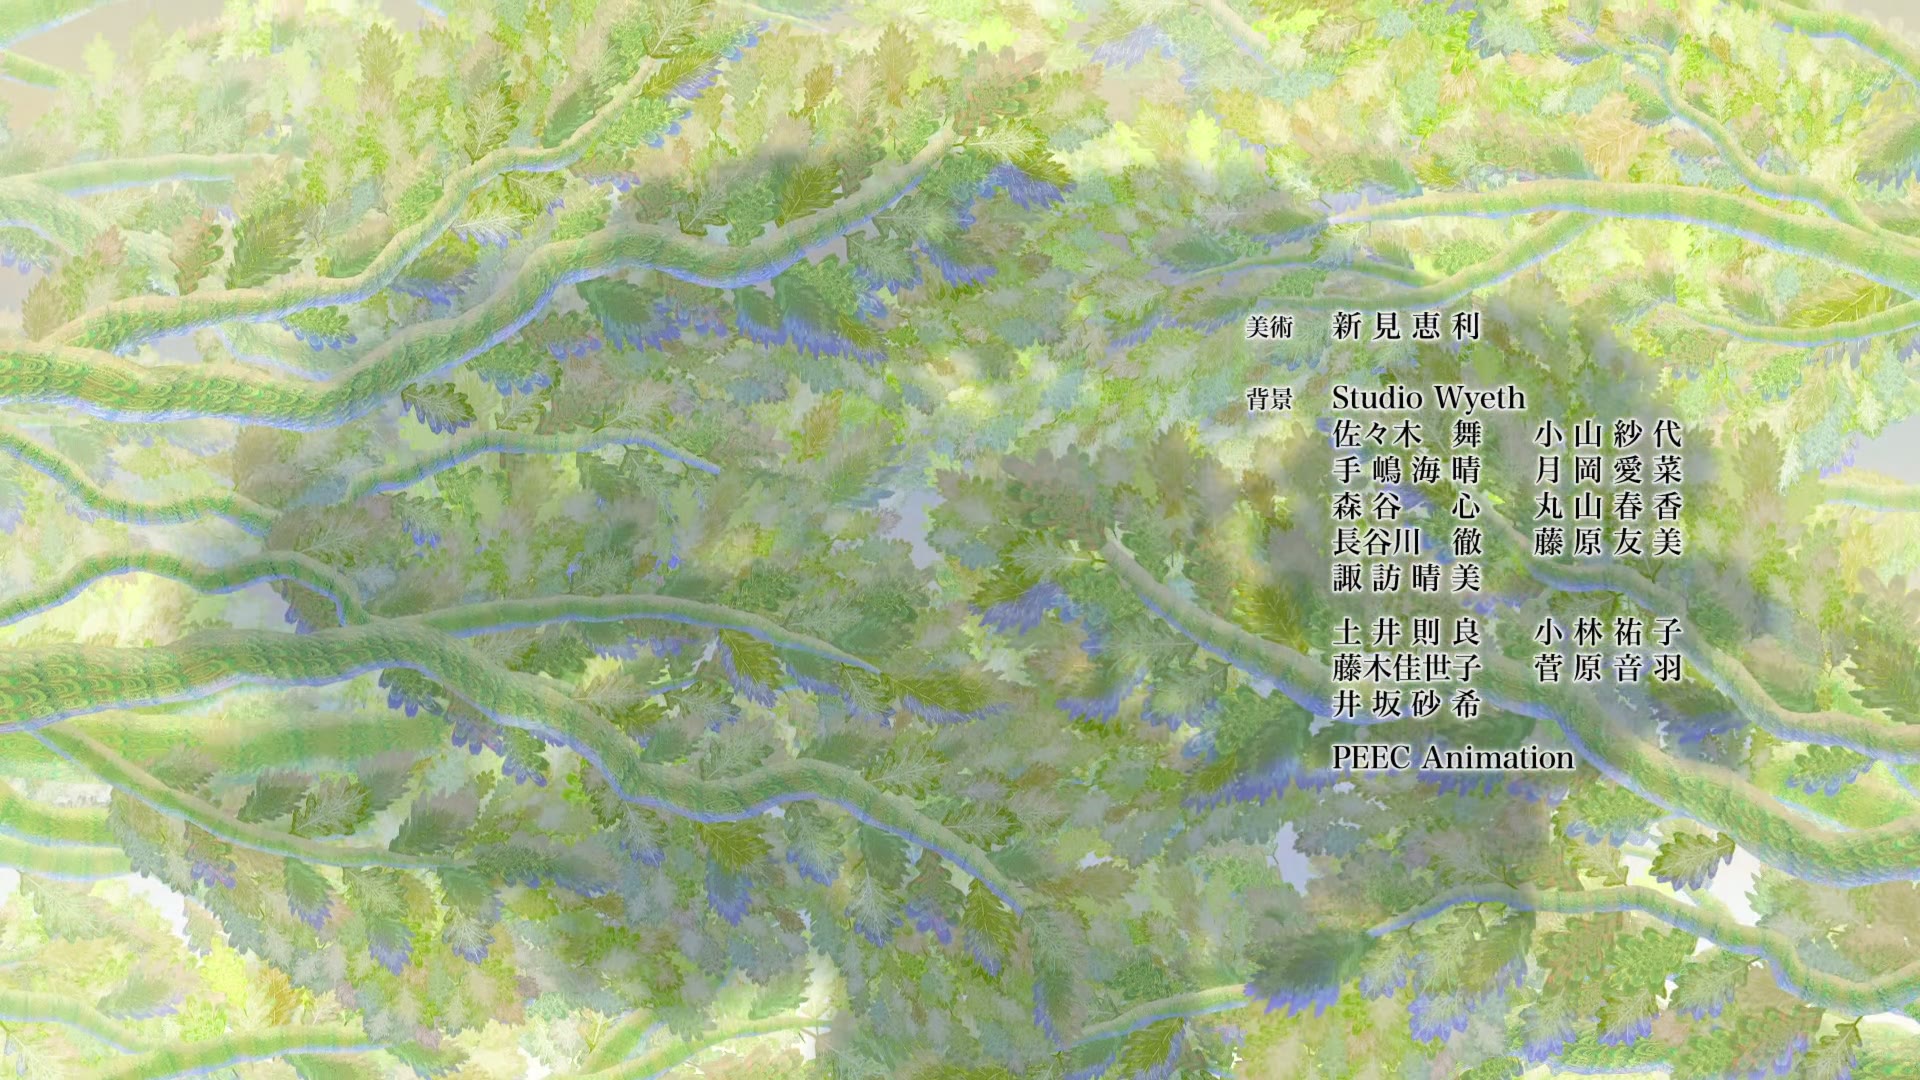 美術 新見恵利
背景 Studio Wyeth
佐々木 舞 小山紗代
手嶋海晴 月岡愛菜
森谷 心 丸山春香
長谷川 徹 藤原友美
諏訪晴美
土井則良 小林祐子
藤木佳世子 菅原音羽
井坂砂希
PEEC Animation